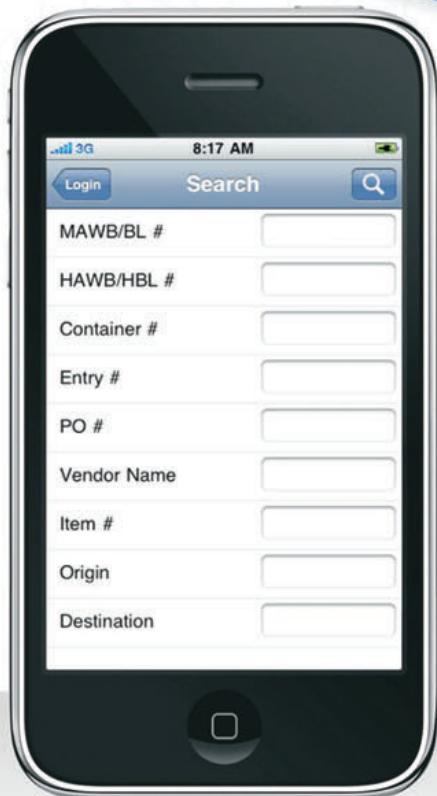 3G 8:17 AM
Login Search
MAWB/BL #
HAWB/HBL #
Container #
Entry #
PO #
Vendor Name
Item #
Origin
Destination